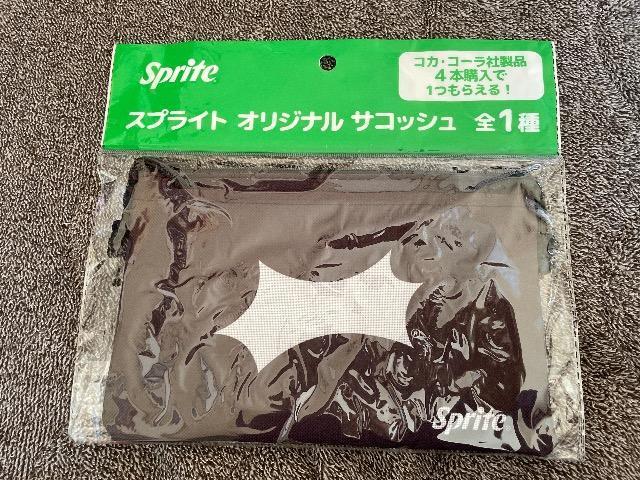 Sprite
コカ・コーラ社製品
4本購入で
1つもらえる!
スプライト オリジナル サコッシュ 全1種
Sprite